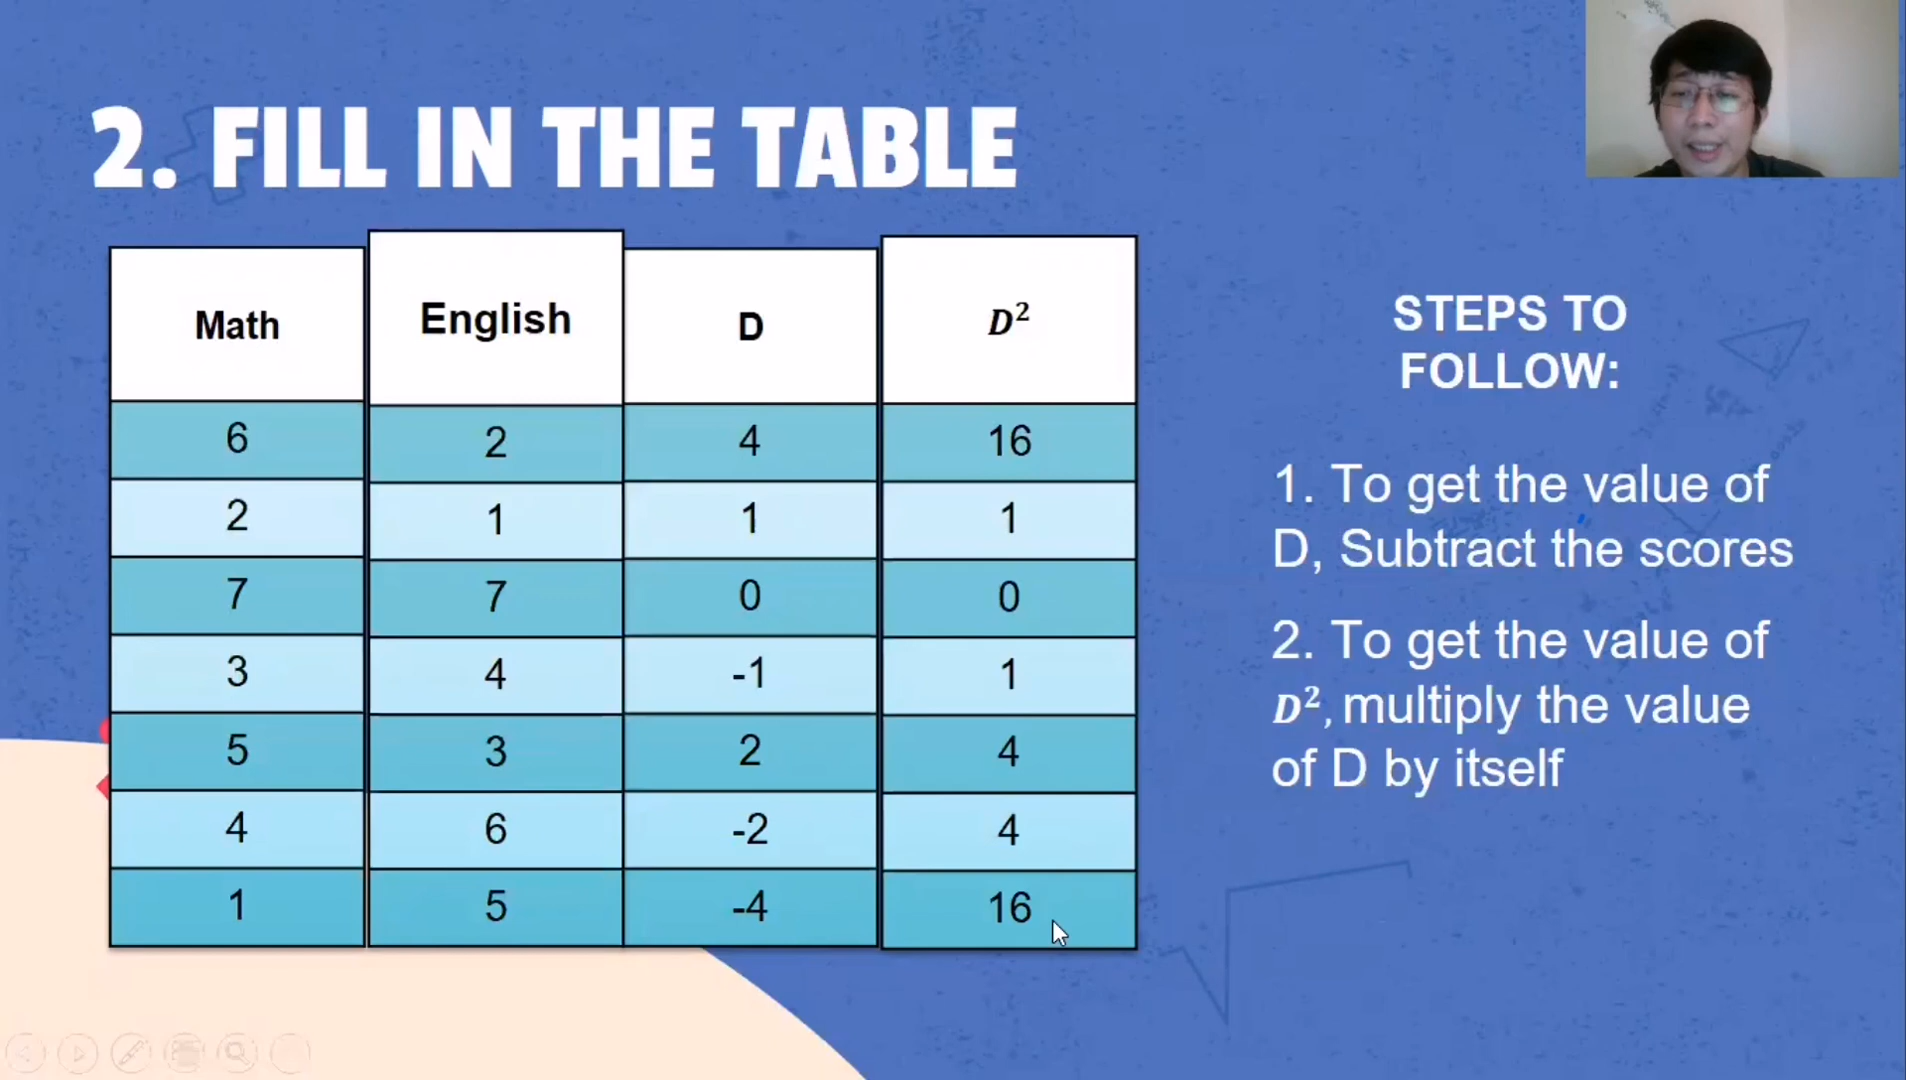 2. FILL IN THE TABLE
Math English D D²
6 2 4 16
2 1 1 1
7 7 0 0
3 4 -1 1
5 3 2 4
4 6 -2 4
1 5 -4 16
STEPS TO
FOLLOW:
1. To get the value of
D, Subtract the scores
2. To get the value of
D², multiply the value
of D by itself